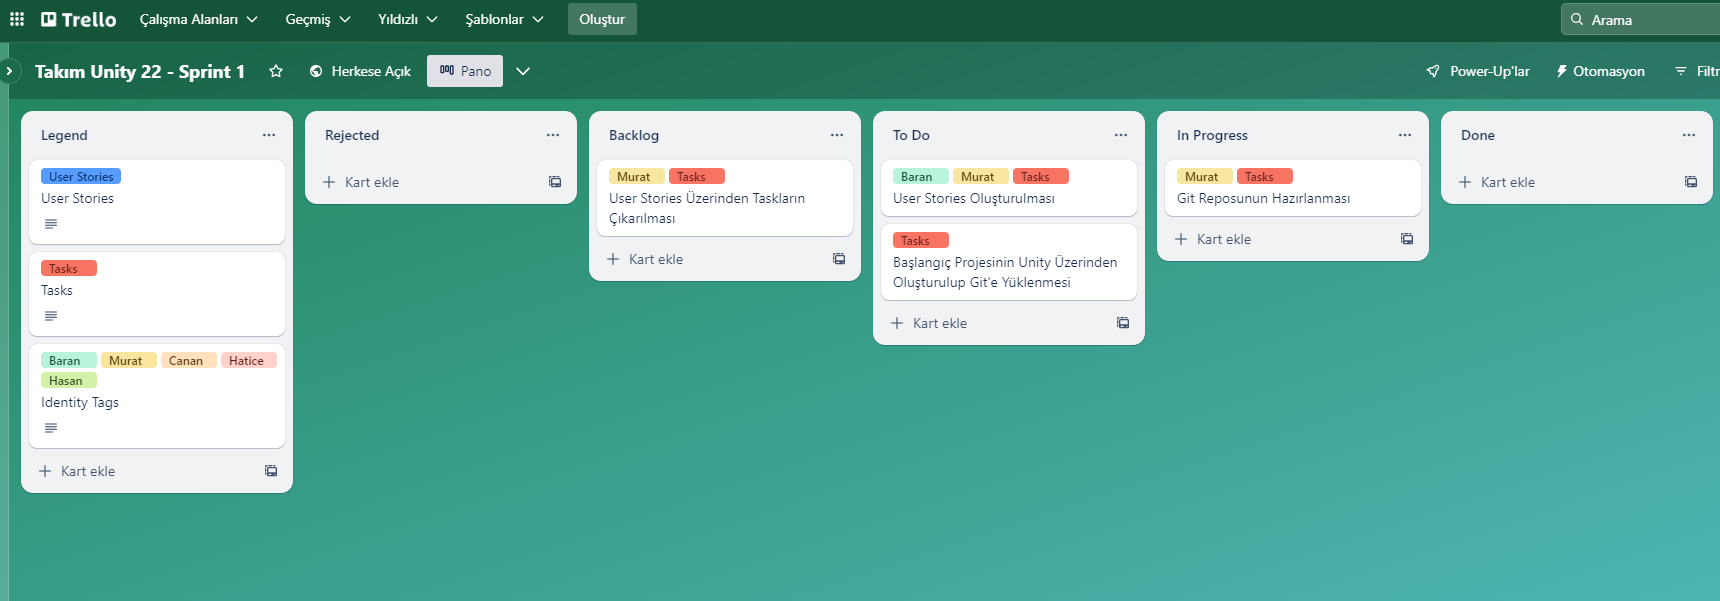 Trello
Çalışma Alanları
Geçmiş
Yıldızlı
Şablonlar
Oluştur
Arama
Takım Unity 22 - Sprint 1
Herkese Açık
Pano
Power-Up'lar
Otomasyon
Filtr
Legend
User Stories
User Stories
Tasks
Tasks
Baran Murat Canan Hatice
Hasan
Identity Tags
Kart ekle
Rejected
Kart ekle
Backlog
Murat Tasks
User Stories Üzerinden Taskların
Çıkarılması
Kart ekle
To Do
Baran Murat Tasks
User Stories Oluşturulması
Tasks
Başlangıç Projesinin Unity Üzerinden
Oluşturulup Git'e Yüklenmesi
Kart ekle
In Progress
Murat Tasks
Git Reposunun Hazırlanması
Kart ekle
Done
Kart ekle